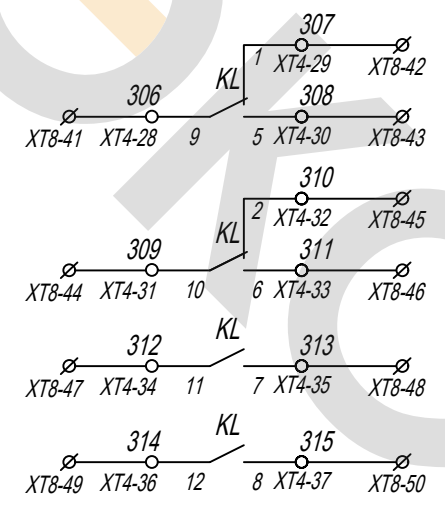 307
KL 1 XT4-29 XT8-42
306 308
XT8-41 XT4-28 9 5 XT4-30 XT8-43
310
KL 2 XT4-32 XT8-45
309 311
XT8-44 XT4-31 10 6 XT4-33 XT8-46
KL
312 313
XT8-47 XT4-34 11 7 XT4-35 XT8-48
KL
314 315
XT8-49 XT4-36 12 8 XT4-37 XT8-50